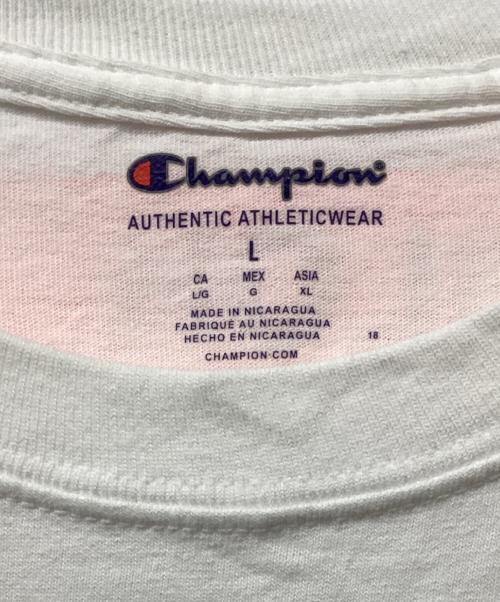 Champion
AUTHENTIC ATHLETICWEAR
L
CA MEX ASIA
L/G G XL
MADE IN NICARAGUA
FABRIQUÉ AU NICARAGUA
HECHO EN NICARAGUA 18
CHAMPION.COM